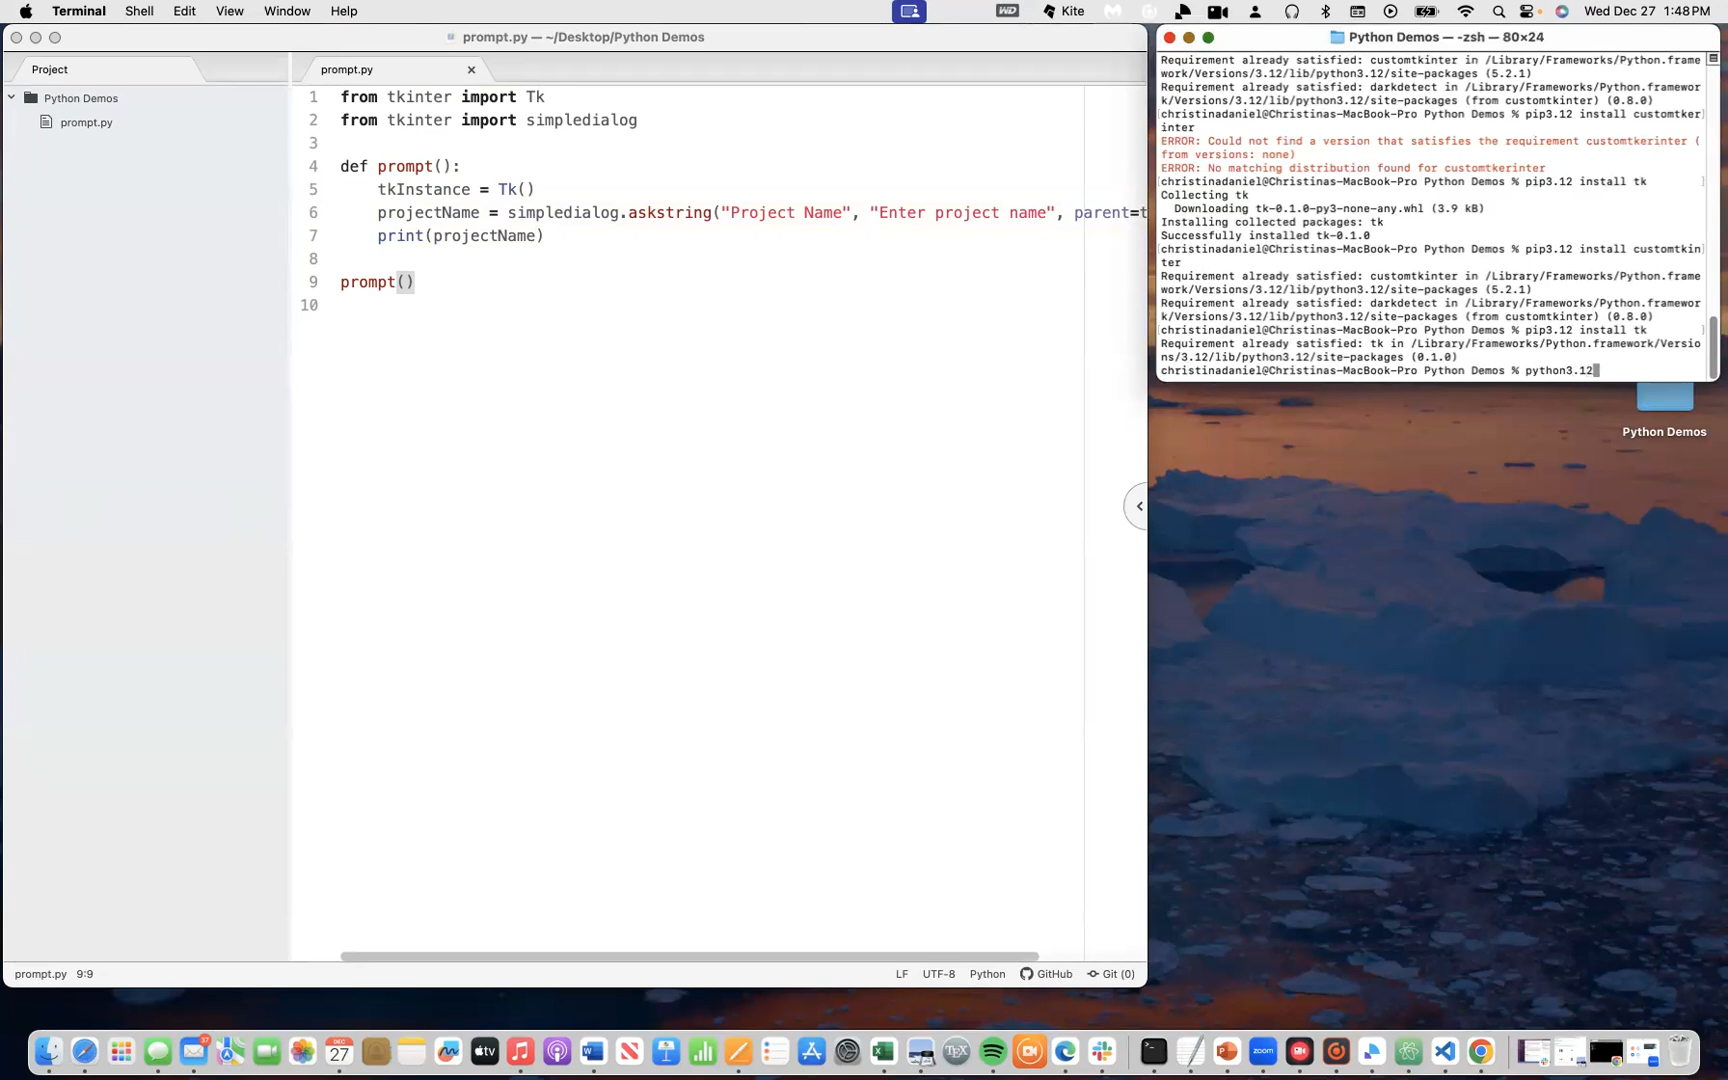 Terminal Shell Edit View Window Help
WD Kite Wed Dec 27 1:48 PM
prompt.py — ~/Desktop/Python Demos
Project
prompt.py
Python Demos
prompt.py
1 from tkinter import Tk
2 from tkinter import simpledialog
3
4 def prompt():
5 tkInstance = Tk()
6 projectName = simpledialog.askstring("Project Name", "Enter project name", parent=t
7 print(projectName)
8
9 prompt()
10
prompt.py 9:9
LF UTF-8 Python GitHub Git (0)
Python Demos — -zsh — 80×24
Requirement already satisfied: customtkinter in /Library/Frameworks/Python.frame
work/Versions/3.12/lib/python3.12/site-packages (5.2.1)
Requirement already satisfied: darkdetect in /Library/Frameworks/Python.framewor
k/Versions/3.12/lib/python3.12/site-packages (from customtkinter) (0.8.0)
[christinadaniel@Christinas-MacBook-Pro Python Demos % pip3.12 install customtker]
inter
ERROR: Could not find a version that satisfies the requirement customtkerinter (
from versions: none)
ERROR: No matching distribution found for customtkerinter
[christinadaniel@Christinas-MacBook-Pro Python Demos % pip3.12 install tk ]
Collecting tk
Downloading tk-0.1.0-py3-none-any.whl (3.9 kB)
Installing collected packages: tk
Successfully installed tk-0.1.0
[christinadaniel@Christinas-MacBook-Pro Python Demos % pip3.12 install customtkin]
ter
Requirement already satisfied: customtkinter in /Library/Frameworks/Python.frame
work/Versions/3.12/lib/python3.12/site-packages (5.2.1)
Requirement already satisfied: darkdetect in /Library/Frameworks/Python.framewor
k/Versions/3.12/lib/python3.12/site-packages (from customtkinter) (0.8.0)
[christinadaniel@Christinas-MacBook-Pro Python Demos % pip3.12 install tk ]
Requirement already satisfied: tk in /Library/Frameworks/Python.framework/Versio
ns/3.12/lib/python3.12/site-packages (0.1.0)
christinadaniel@Christinas-MacBook-Pro Python Demos % python3.12
Python Demos
37
DEC
27
tv
TEX
zoom